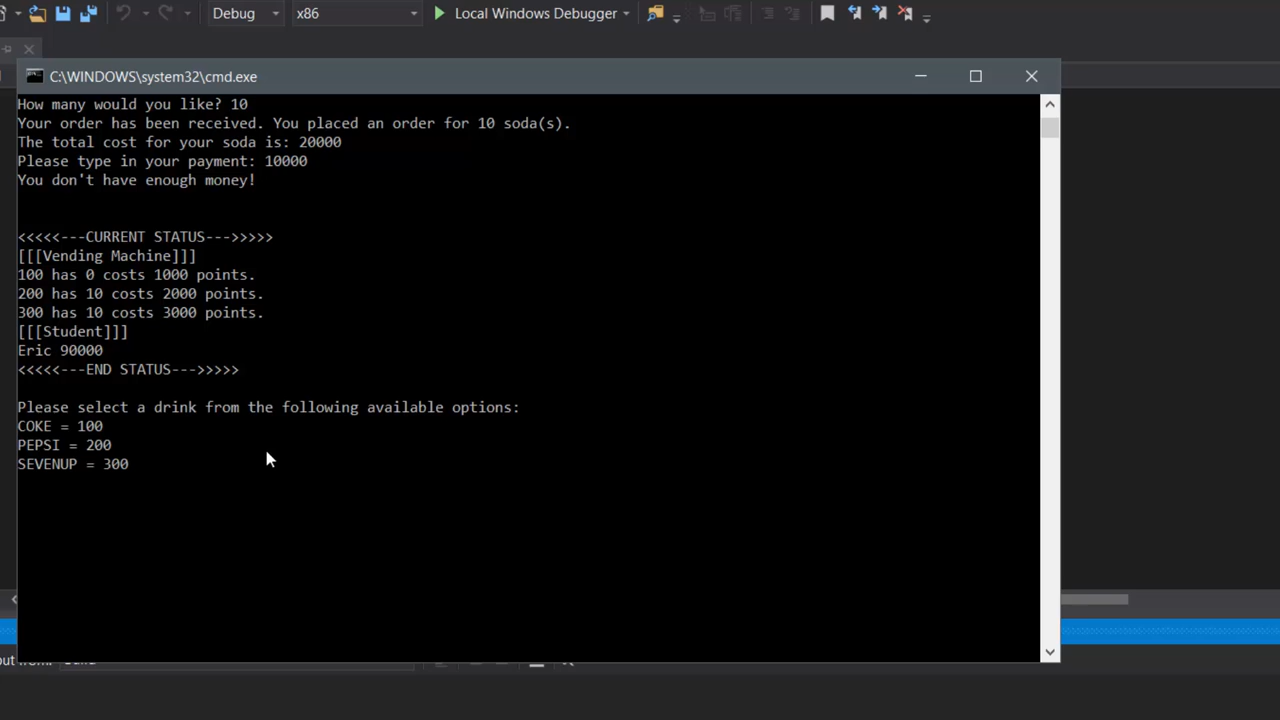 Debug x86 Local Windows Debugger
C:\WINDOWS\system32\cmd.exe
How many would you like? 10
Your order has been received. You placed an order for 10 soda(s).
The total cost for your soda is: 20000
Please type in your payment: 10000
You don't have enough money!
<<<<<---CURRENT STATUS--->>>>>
[[[Vending Machine]]]
100 has 0 costs 1000 points.
200 has 10 costs 2000 points.
300 has 10 costs 3000 points.
[[[Student]]]
Eric 90000
<<<<<---END STATUS--->>>>>
Please select a drink from the following available options:
COKE = 100
PEPSI = 200
SEVENUP = 300